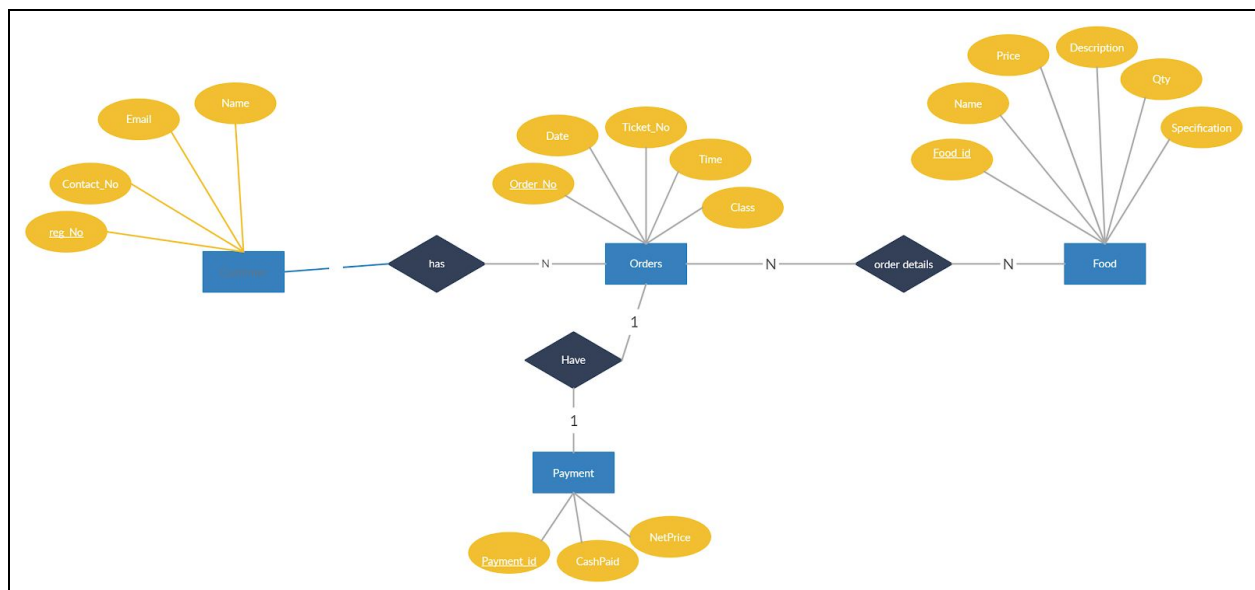 Name
Email
Contact_No
reg_No
has
N
Date
Ticket_No
Time
Order_No
Class
Orders
N
order details
N
Price
Description
Qty
Name
Specification
Food_id
Food
1
Have
1
Payment
Payment_id
CashPaid
NetPrice